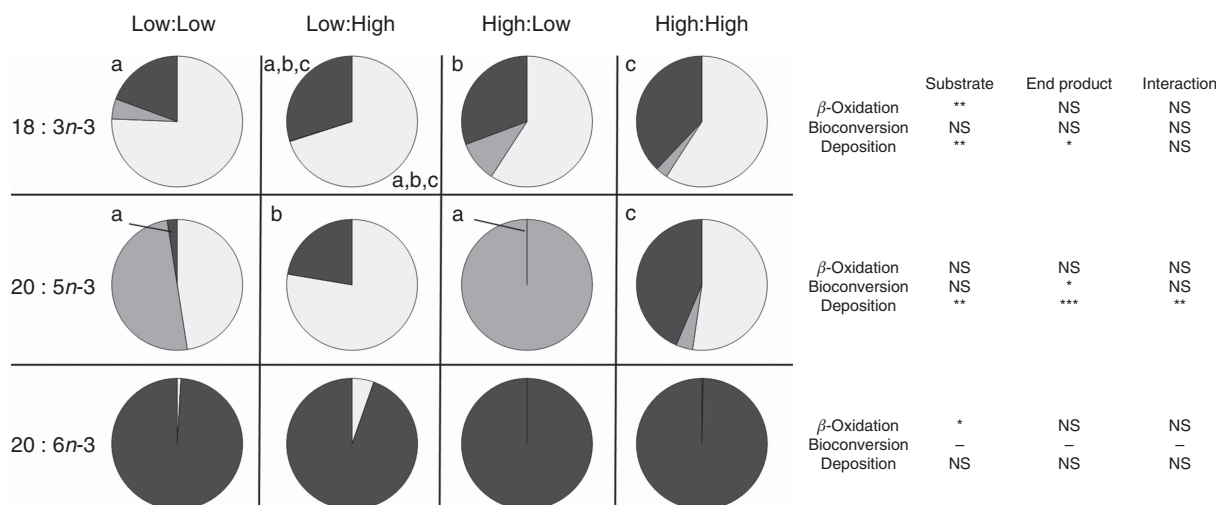 Low:Low Low:High High:Low High:High
Substrate End product Interaction
a a,b,c b c
18 : 3n-3
a,b,c
β-Oxidation ** NS NS
Bioconversion NS NS NS
Deposition ** * NS
a b a c
20 : 5n-3
β-Oxidation NS NS NS
Bioconversion NS * NS
Deposition ** *** **
20 : 6n-3
β-Oxidation * NS NS
Bioconversion – – –
Deposition NS NS NS